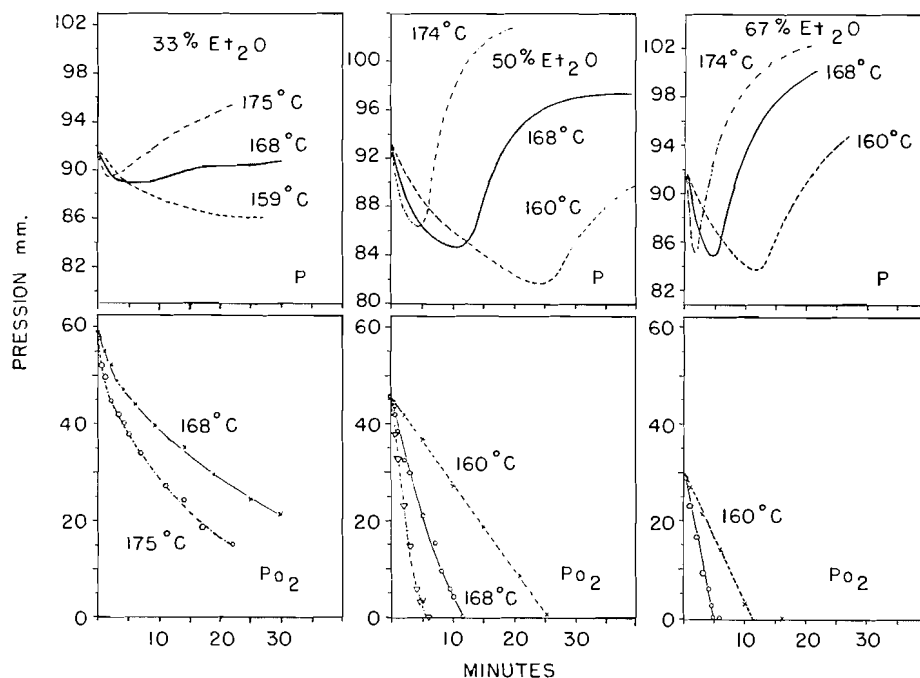 33% Et2O
175°C
168°C
159°C
P
102
98
94
90
86
82
174°C
50% Et2O
168°C
160°C
P
104
100
96
92
88
84
80
67% Et2O
174°C
168°C
160°C
P
102
98
94
90
86
82
PRESSION mm.
60
40
20
0
168°C
175°C
Po2
10 20 30
60
40
20
0
160°C
168°C
Po2
10 20 30
60
40
20
0
160°C
Po2
10 20 30
MINUTES